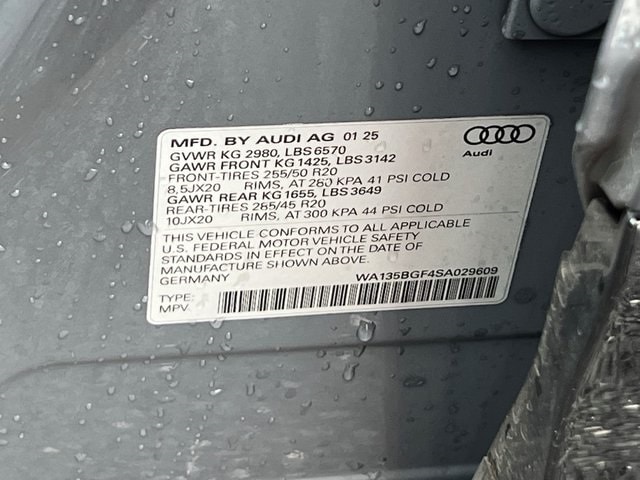 MFD. BY AUDI AG 01 25
GVWR KG 2980, LBS 6570
GAWR FRONT KG 1425, LBS 3142
FRONT-TIRES 255/50 R20
8,5JX20 RIMS, AT 280 KPA 41 PSI COLD
GAWR REAR KG 1655, LBS 3649
REAR-TIRES 285/45 R20
10JX20 RIMS, AT 300 KPA 44 PSI COLD
THIS VEHICLE CONFORMS TO ALL APPLICABLE
U.S. FEDERAL MOTOR VEHICLE SAFETY
STANDARDS IN EFFECT ON THE DATE OF
MANUFACTURE SHOWN ABOVE.
GERMANY WA135BGF4SA029609
TYPE:
MPV
Audi